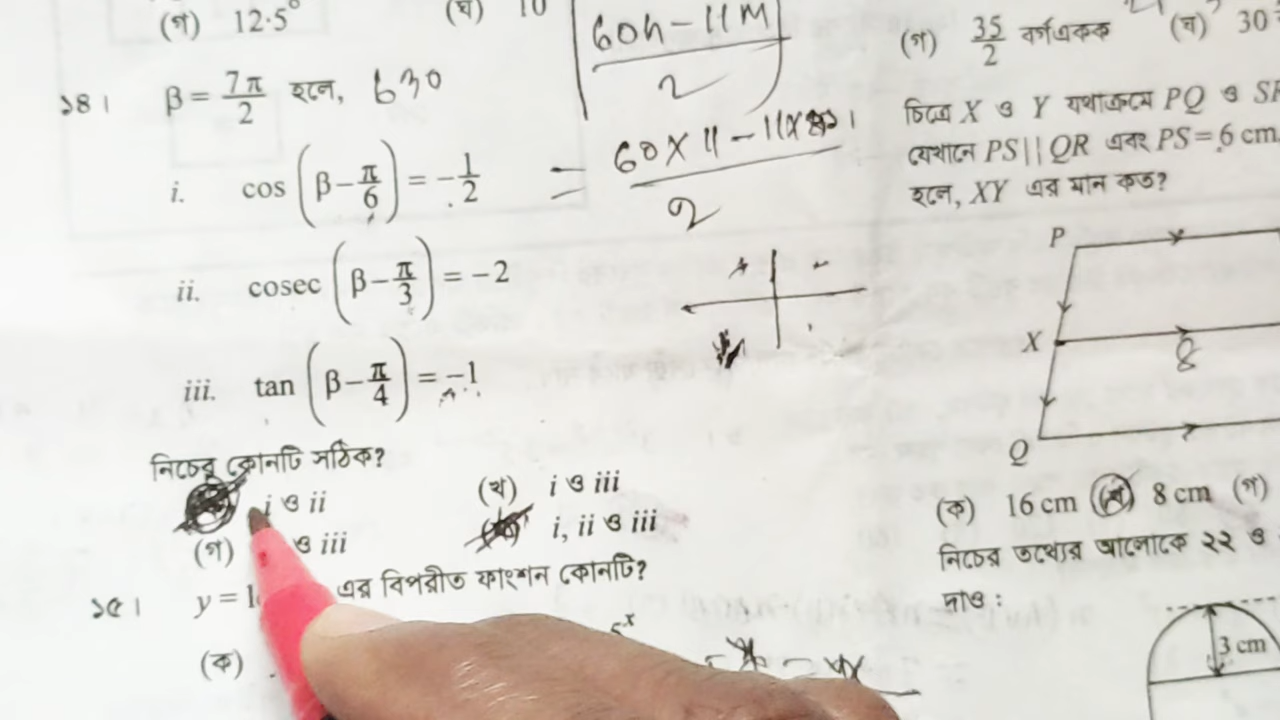 (গ) 12·5° (ঘ) 10
১৪। β = 7π/2 হলে, 630
i. cos (β − π/6) = −1/2
ii. cosec (β − π/3) = −2
iii. tan (β − π/4) = −1
নিচের কোনটি সঠিক?
i ও ii (খ) i ও iii
(গ) ও iii i, ii ও iii
১৫। y = l এর বিপরীত ফাংশন কোনটি?
(ক) 5ˣ
60h − 11M / 2
= 60 × 11 − 11×
2
(গ) 35/2 বর্গএকক (ঘ) 30
চিত্রে X ও Y যথাক্রমে PQ ও SR
যেখানে PS||QR এবং PS = 6 cm
হলে, XY এর মান কত?
P
X 8
Q
(ক) 16 cm (খ) 8 cm (গ)
নিচের তথ্যের আলোকে ২২ ও
দাও :
3 cm